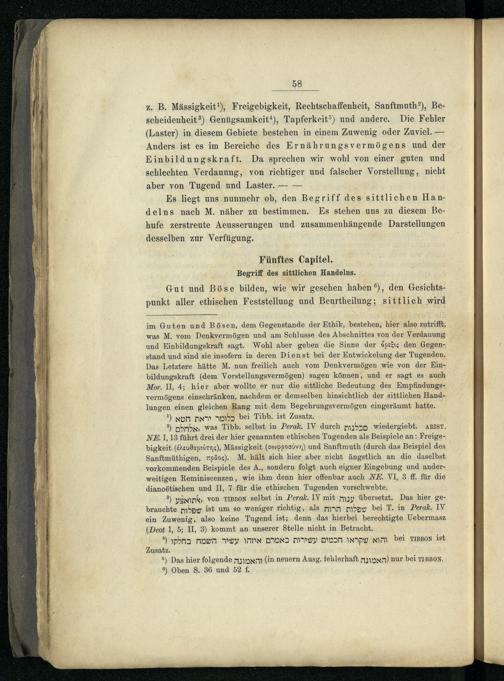 58
z. B. Mässigkeit¹), Freigebigkeit, Rechtschaffenheit, Sanftmuth²), Be-
scheidenheit³) Genügsamkeit⁴), Tapferkeit⁵) und andere. Die Fehler
(Laster) in diesem Gebiete bestehen in einem Zuwenig oder Zuviel. —
Anders ist es im Bereiche des Ernährungsvermögens und der
Einbildungskraft. Da sprechen wir wohl von einer guten und
schlechten Verdauung, von richtiger und falscher Vorstellung, nicht
aber von Tugend und Laster. — —
Es liegt uns nunmehr ob, den Begriff des sittlichen Han-
delns nach M. näher zu bestimmen. Es stehen uns zu diesem Be-
hufe zerstreute Aeusserungen und zusammenhängende Darstellungen
desselben zur Verfügung.
Fünftes Capitel.
Begriff des sittlichen Handelns.
Gut und Böse bilden, wie wir gesehen haben⁶), den Gesichts-
punkt aller ethischen Feststellung und Beurtheilung; sittlich wird
im Guten und Bösen, dem Gegenstande der Ethik, bestehen, hier also zutrifft,
was M. vom Denkvermögen und am Schlusse des Abschnittes von der Verdauung
und Einbildungskraft sagt. Wohl aber geben die Sinne der ὄρεξις den Gegen-
stand und sind sie insofern in deren Dienst bei der Entwickelung der Tugenden.
Das Letztere hätte M. nun freilich auch vom Denkvermögen wie von der Ein-
bildungskraft (dem Vorstellungsvermögen) sagen können, und er sagt es auch
Mor. II, 4; hier aber wollte er nur die sittliche Bedeutung des Empfindungs-
vermögens einschränken, nachdem er demselben hinsichtlich der sittlichen Hand-
lungen einen gleichen Rang mit dem Begehrungsvermögen eingeräumt hatte.
¹) כלומר יראת חטא bei Tibb. ist Zusatz.
²) אלחלם, was Tibb. selbst in Perak. IV durch סבלנות wiedergiebt. ARIST.
NE. I, 13 führt drei der hier genannten ethischen Tugenden als Beispiele an: Freige-
bigkeit (ἐλευθεριότης), Mässigkeit (σωφροσύνη) und Sanftmuth (durch das Beispiel des
Sanftmüthigen, πρᾷος). M. hält sich hier aber nicht ängstlich an die daselbst
vorkommenden Beispiele des A., sondern folgt auch eigner Eingebung und ander-
weitigen Reminiscenzen, wie ihm denn hier offenbar auch NE. VI, 3 ff. für die
dianoëtischen und II, 7 für die ethischen Tugenden vorschwebte.
³) אלתואצע, von TIBBON selbst in Perak. IV mit ענוה übersetzt. Das hier ge-
brauchte שפלות ist um so weniger richtig, als שפלות הרוח bei T. in Perak. IV
ein Zuwenig, also keine Tugend ist; denn das hierbei berechtigte Uebermass
(Deot I, 5; II, 3) kommt an unserer Stelle nicht in Betracht.
⁴) והוא שקראו חכמים עשירות באמרם איזהו עשיר השמח בחלקו bei TIBBON ist
Zusatz.
⁵) Das hier folgende והאמונה (in neuern Ausg. fehlerhaft האמונה) nur bei TIBBON.
⁶) Oben S. 36 und 52 f.